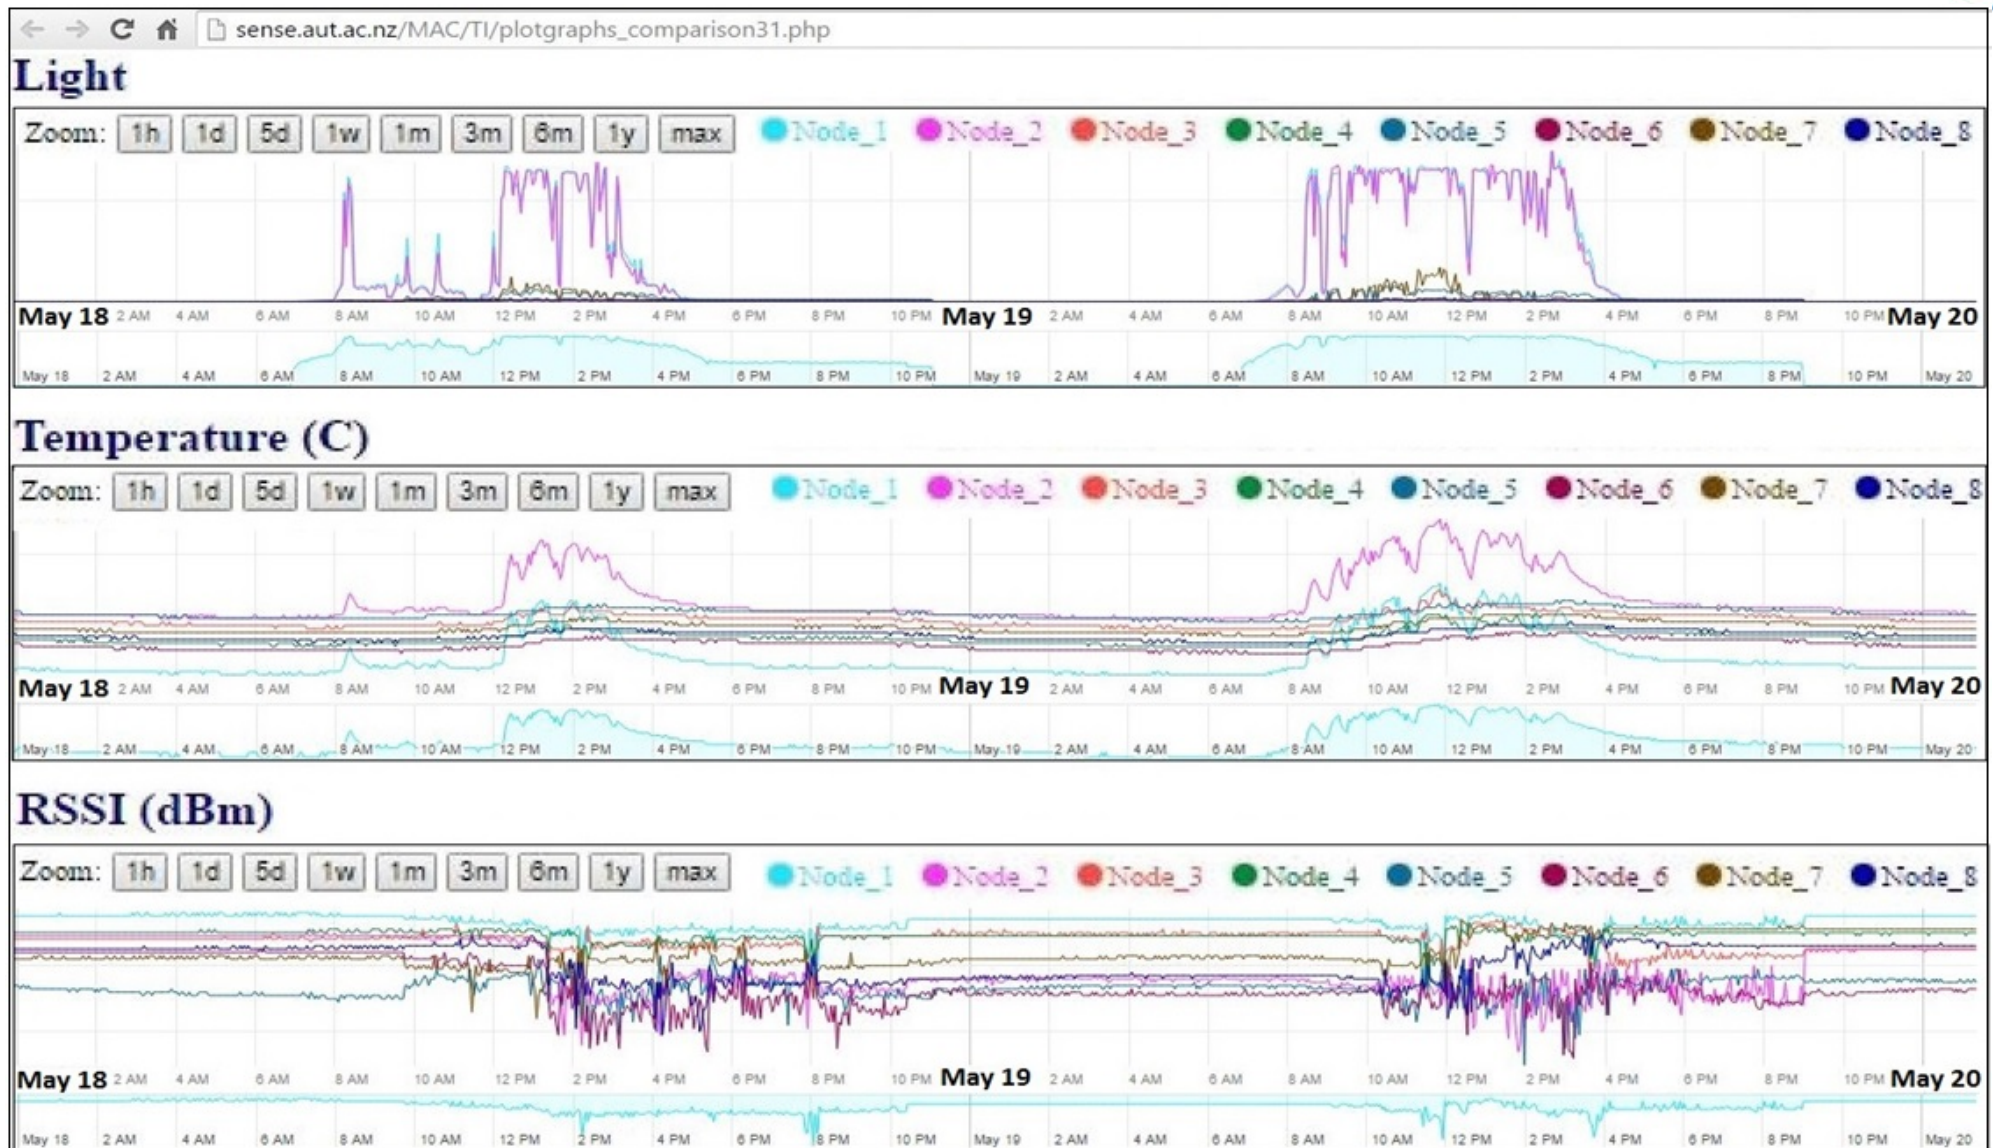 sense.aut.ac.nz/MAC/TI/plotgraphs_comparison31.php
Light
Zoom: 1h 1d 5d 1w 1m 3m 6m 1y max Node_1 Node_2 Node_3 Node_4 Node_5 Node_6 Node_7 Node_8
May 18 2 AM 4 AM 6 AM 8 AM 10 AM 12 PM 2 PM 4 PM 6 PM 8 PM 10 PM May 19 2 AM 4 AM 6 AM 8 AM 10 AM 12 PM 2 PM 4 PM 6 PM 8 PM 10 PM May 20
May 18 2 AM 4 AM 6 AM 8 AM 10 AM 12 PM 2 PM 4 PM 6 PM 8 PM 10 PM May 19 2 AM 4 AM 6 AM 8 AM 10 AM 12 PM 2 PM 4 PM 6 PM 8 PM 10 PM May 20
Temperature (C)
Zoom: 1h 1d 5d 1w 1m 3m 6m 1y max Node_1 Node_2 Node_3 Node_4 Node_5 Node_6 Node_7 Node_8
May 18 2 AM 4 AM 6 AM 8 AM 10 AM 12 PM 2 PM 4 PM 6 PM 8 PM 10 PM May 19 2 AM 4 AM 6 AM 8 AM 10 AM 12 PM 2 PM 4 PM 6 PM 8 PM 10 PM May 20
May 18 2 AM 4 AM 6 AM 8 AM 10 AM 12 PM 2 PM 4 PM 6 PM 8 PM 10 PM May 19 2 AM 4 AM 6 AM 8 AM 10 AM 12 PM 2 PM 4 PM 6 PM 8 PM 10 PM May 20
RSSI (dBm)
Zoom: 1h 1d 5d 1w 1m 3m 6m 1y max Node_1 Node_2 Node_3 Node_4 Node_5 Node_6 Node_7 Node_8
May 18 2 AM 4 AM 6 AM 8 AM 10 AM 12 PM 2 PM 4 PM 6 PM 8 PM 10 PM May 19 2 AM 4 AM 6 AM 8 AM 10 AM 12 PM 2 PM 4 PM 6 PM 8 PM 10 PM May 20
May 18 2 AM 4 AM 6 AM 8 AM 10 AM 12 PM 2 PM 4 PM 6 PM 8 PM 10 PM May 19 2 AM 4 AM 6 AM 8 AM 10 AM 12 PM 2 PM 4 PM 6 PM 8 PM 10 PM May 20